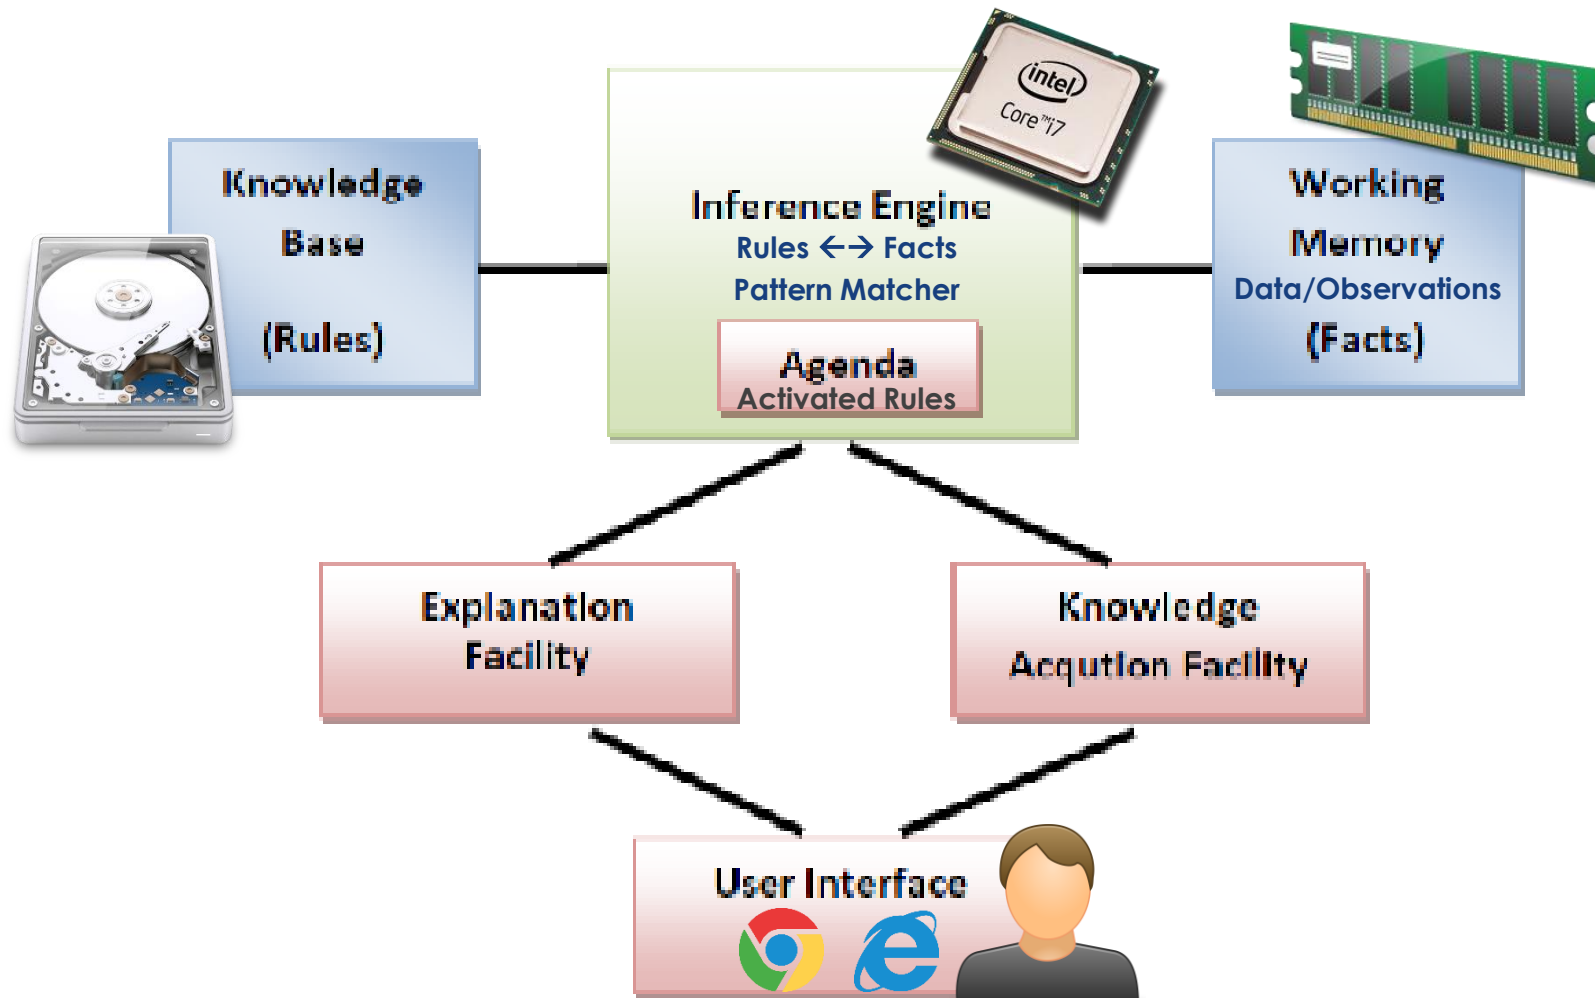 intel
Core ™i7
Knowledge
Base
(Rules)
Inference Engine
Rules ←→ Facts
Pattern Matcher
Agenda
Activated Rules
Working
Memory
Data/Observations
(Facts)
Explanation
Facility
Knowledge
Acqution Facility
User Interface